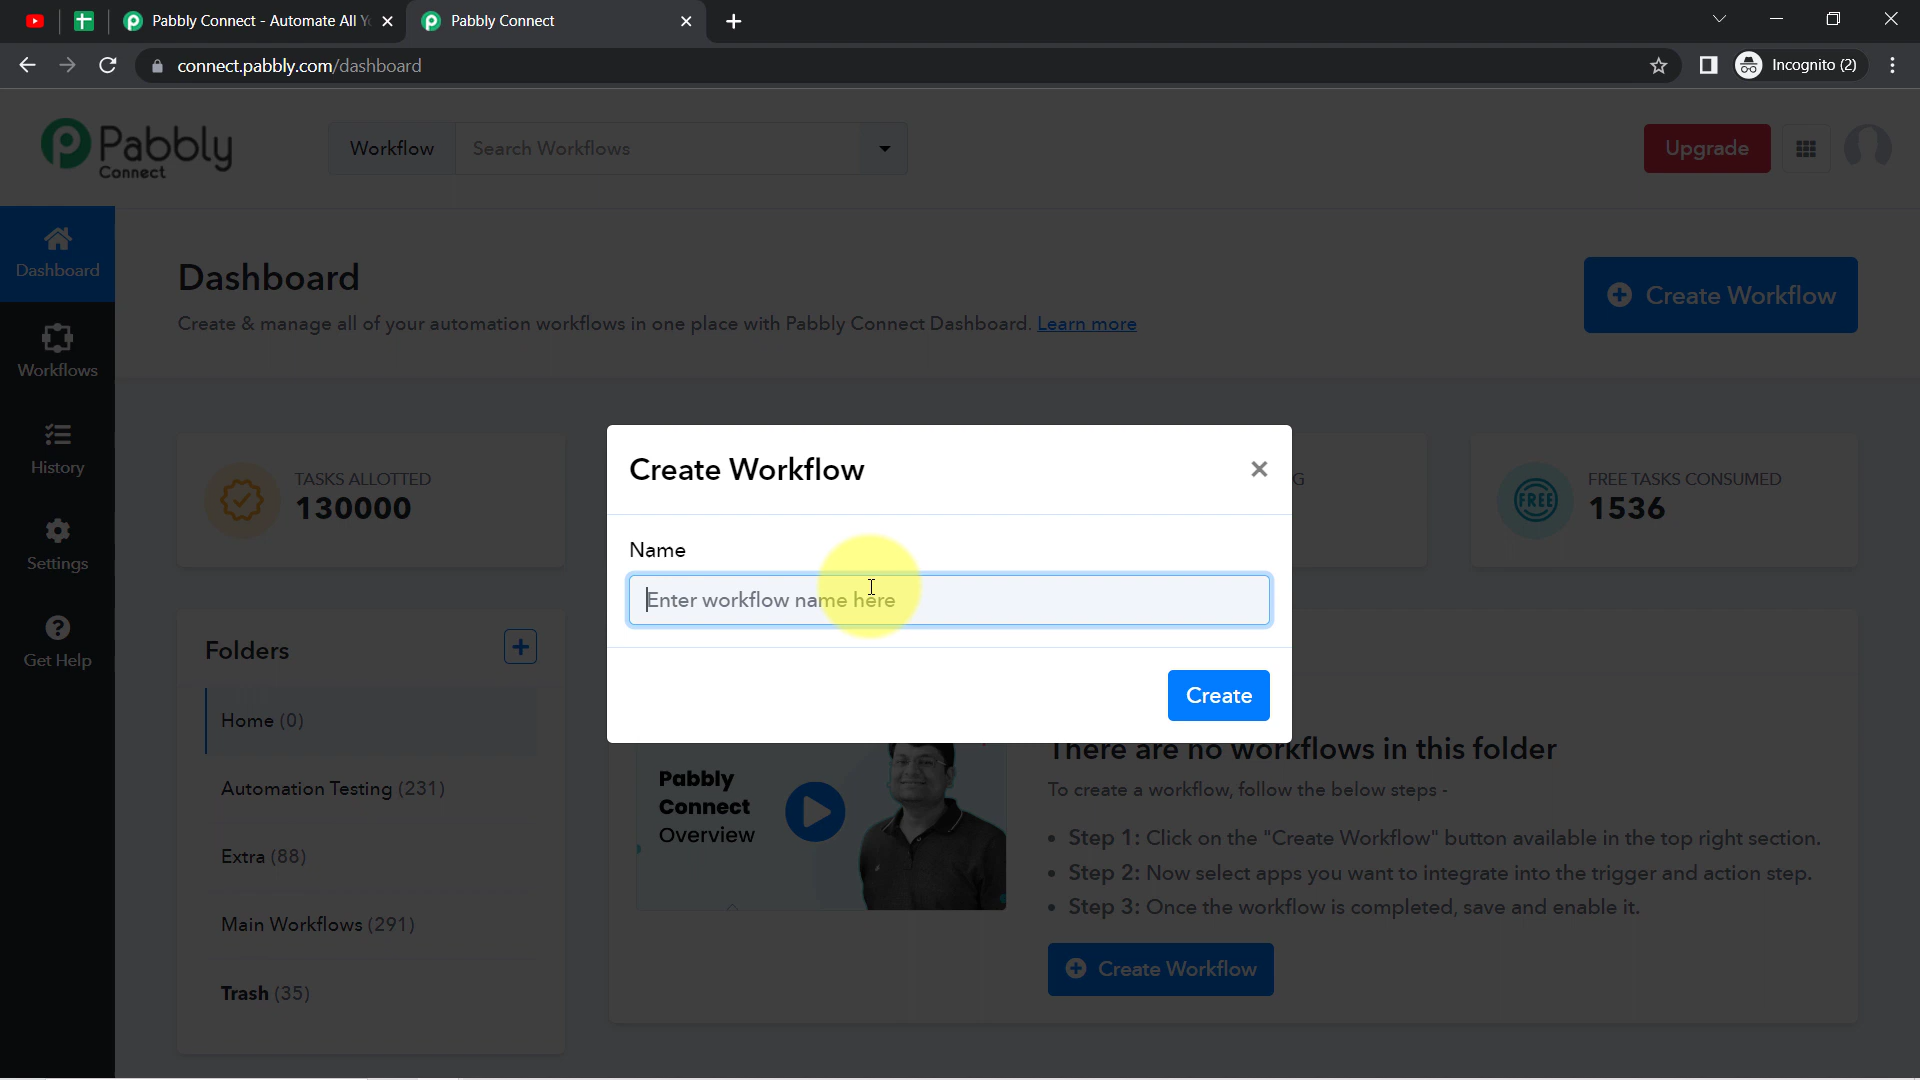 Pabbly Connect - Automate All Y
Pabbly Connect
connect.pabbly.com/dashboard
Incognito (2)
Pabbly
Connect
Workflow
Search Workflows
Upgrade
Dashboard
Workflows
History
Settings
Get Help
Dashboard
Create & manage all of your automation workflows in one place with Pabbly Connect Dashboard. Learn more
Create Workflow
TASKS ALLOTTED
130000
G
FREE
FREE TASKS CONSUMED
1536
Create Workflow
Name
Enter workflow name here
Create
Folders
Home (0)
Automation Testing (231)
Extra (88)
Main Workflows (291)
Trash (35)
Pabbly
Connect
Overview
There are no workflows in this folder
To create a workflow, follow the below steps -
• Step 1: Click on the "Create Workflow" button available in the top right section.
• Step 2: Now select apps you want to integrate into the trigger and action step.
• Step 3: Once the workflow is completed, save and enable it.
Create Workflow